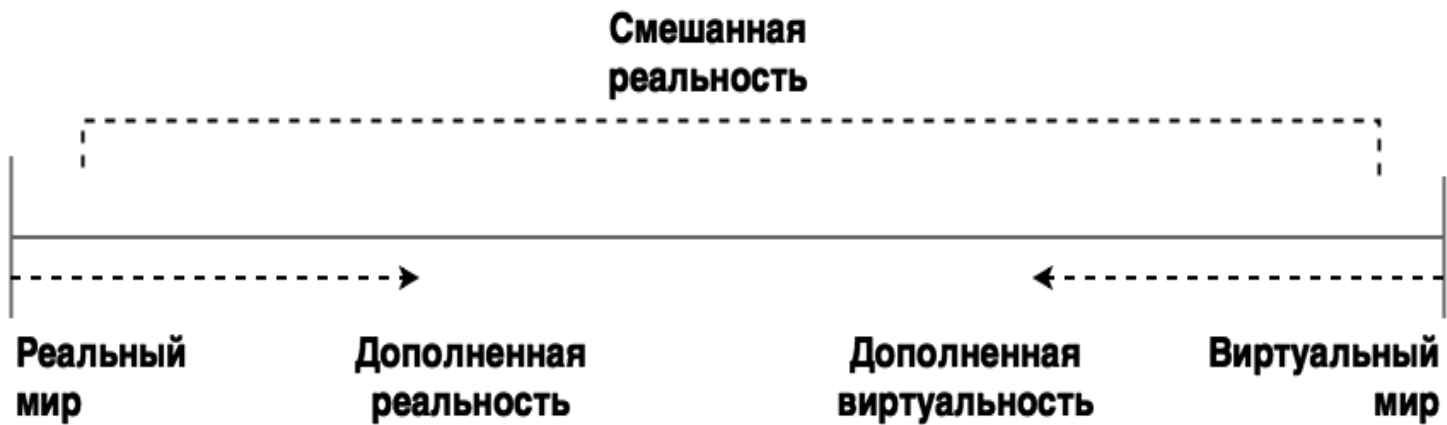 Смешанная
реальность
Реальный
мир
Дополненная
реальность
Дополненная
виртуальность
Виртуальный
мир